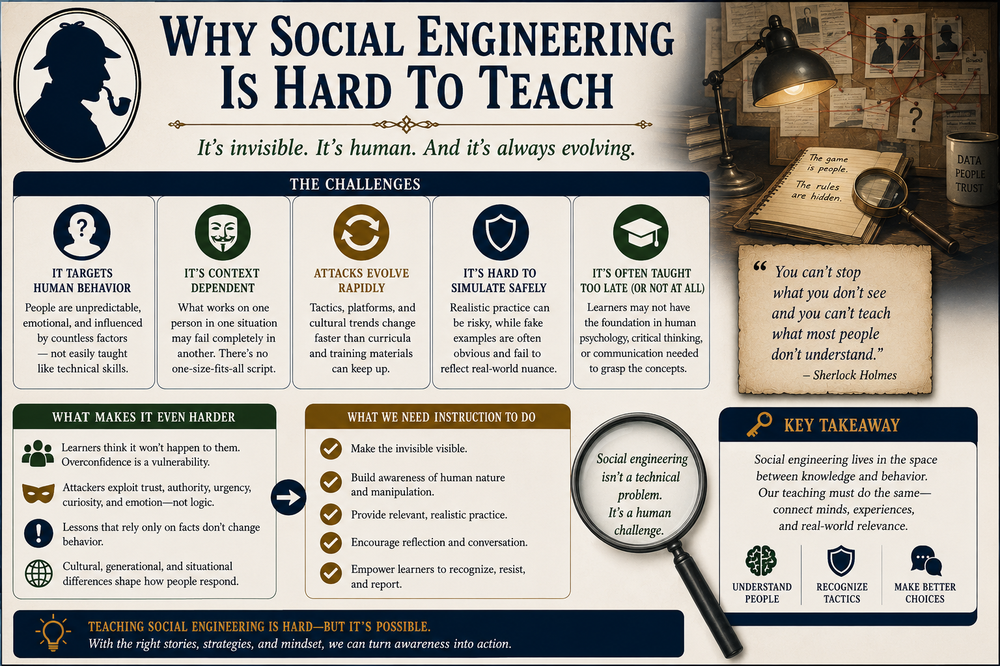 WHY SOCIAL ENGINEERING
IS HARD TO TEACH
It's invisible. It's human. And it's always evolving.
The game
is people.
The rules
are hidden.
DATA
PEOPLE
TRUST
?
THE CHALLENGES
?
IT TARGETS
HUMAN BEHAVIOR
People are unpredictable,
emotional, and influenced
by countless factors
— not easily taught
like technical skills.
IT'S CONTEXT
DEPENDENT
What works on one
person in one situation
may fail completely in
another. There's no
one-size-fits-all script.
ATTACKS EVOLVE
RAPIDLY
Tactics, platforms, and
cultural trends change
faster than curricula
and training materials
can keep up.
IT'S HARD TO
SIMULATE SAFELY
Realistic practice can
be risky, while fake
examples are often
obvious and fail to
reflect real-world nuance.
IT'S OFTEN TAUGHT
TOO LATE (OR NOT AT ALL)
Learners may not have
the foundation in human
psychology, critical thinking,
or communication needed
to grasp the concepts.
“ You can't stop
what you don't see
and you can't teach
what most people
don't understand.”
– Sherlock Holmes
WHAT MAKES IT EVEN HARDER
Learners think it won't happen to them.
Overconfidence is a vulnerability.
Attackers exploit trust, authority, urgency,
curiosity, and emotion—not logic.
!
Lessons that rely only on facts don't change
behavior.
Cultural, generational, and situational
differences shape how people respond.
WHAT WE NEED INSTRUCTION TO DO
Make the invisible visible.
Build awareness of human nature
and manipulation.
Provide relevant, realistic practice.
Encourage reflection and conversation.
Empower learners to recognize, resist,
and report.
Social engineering
isn't a technical
problem.
It's a human
challenge.
KEY TAKEAWAY
Social engineering lives in the space
between knowledge and behavior.
Our teaching must do the same—
connect minds, experiences,
and real-world relevance.
UNDERSTAND
PEOPLE
RECOGNIZE
TACTICS
MAKE BETTER
CHOICES
TEACHING SOCIAL ENGINEERING IS HARD—BUT IT'S POSSIBLE.
With the right stories, strategies, and mindset, we can turn awareness into action.